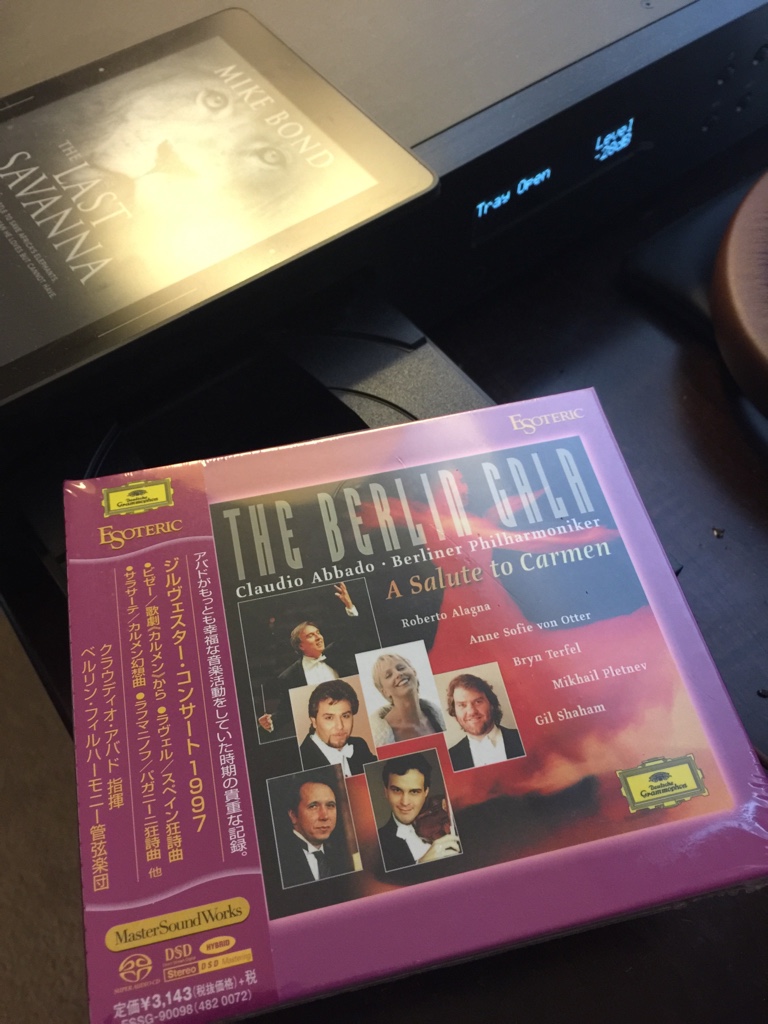 MIKE BOND
THE LAST
SAVANNA
Tray Open
Level
ESOTERIC
THE BERLIN GALA
Claudio Abbado · Berliner Philharmoniker
A Salute to Carmen
Roberto Alagna
Anne Sofie von Otter
Bryn Terfel
Mikhail Pletnev
Gil Shaham
Deutsche
Grammophon
Deutsche
Grammophon
ESOTERIC
アバドがもっとも幸福な音楽活動をしていた時期の貴重な記録。
ジルヴェスター・コンサート1997
●ビゼー/歌劇《カルメン》から ●ラヴェル/スペイン狂詩曲
●サラサーテ/カルメン幻想曲 ●ラフマニノフ/パガニーニ狂詩曲 他
クラウディオ・アバド 指揮
ベルリン・フィルハーモニー管弦楽団
MasterSoundWorks
SUPER AUDIO CD
DSD
HYBRID
Stereo
DSD Mastering
定価¥3,143(税抜価格)+税
ESSG-90098 (482 0072)